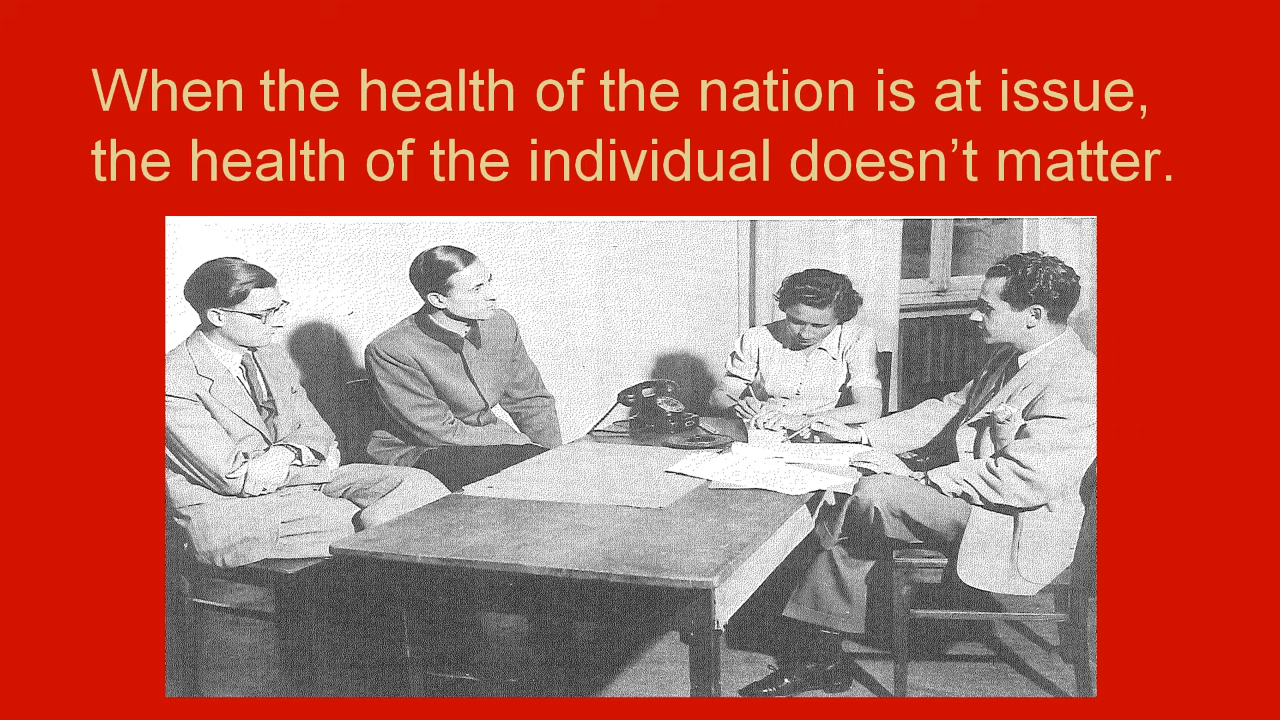 When the health of the nation is at issue,
the health of the individual doesn’t matter.